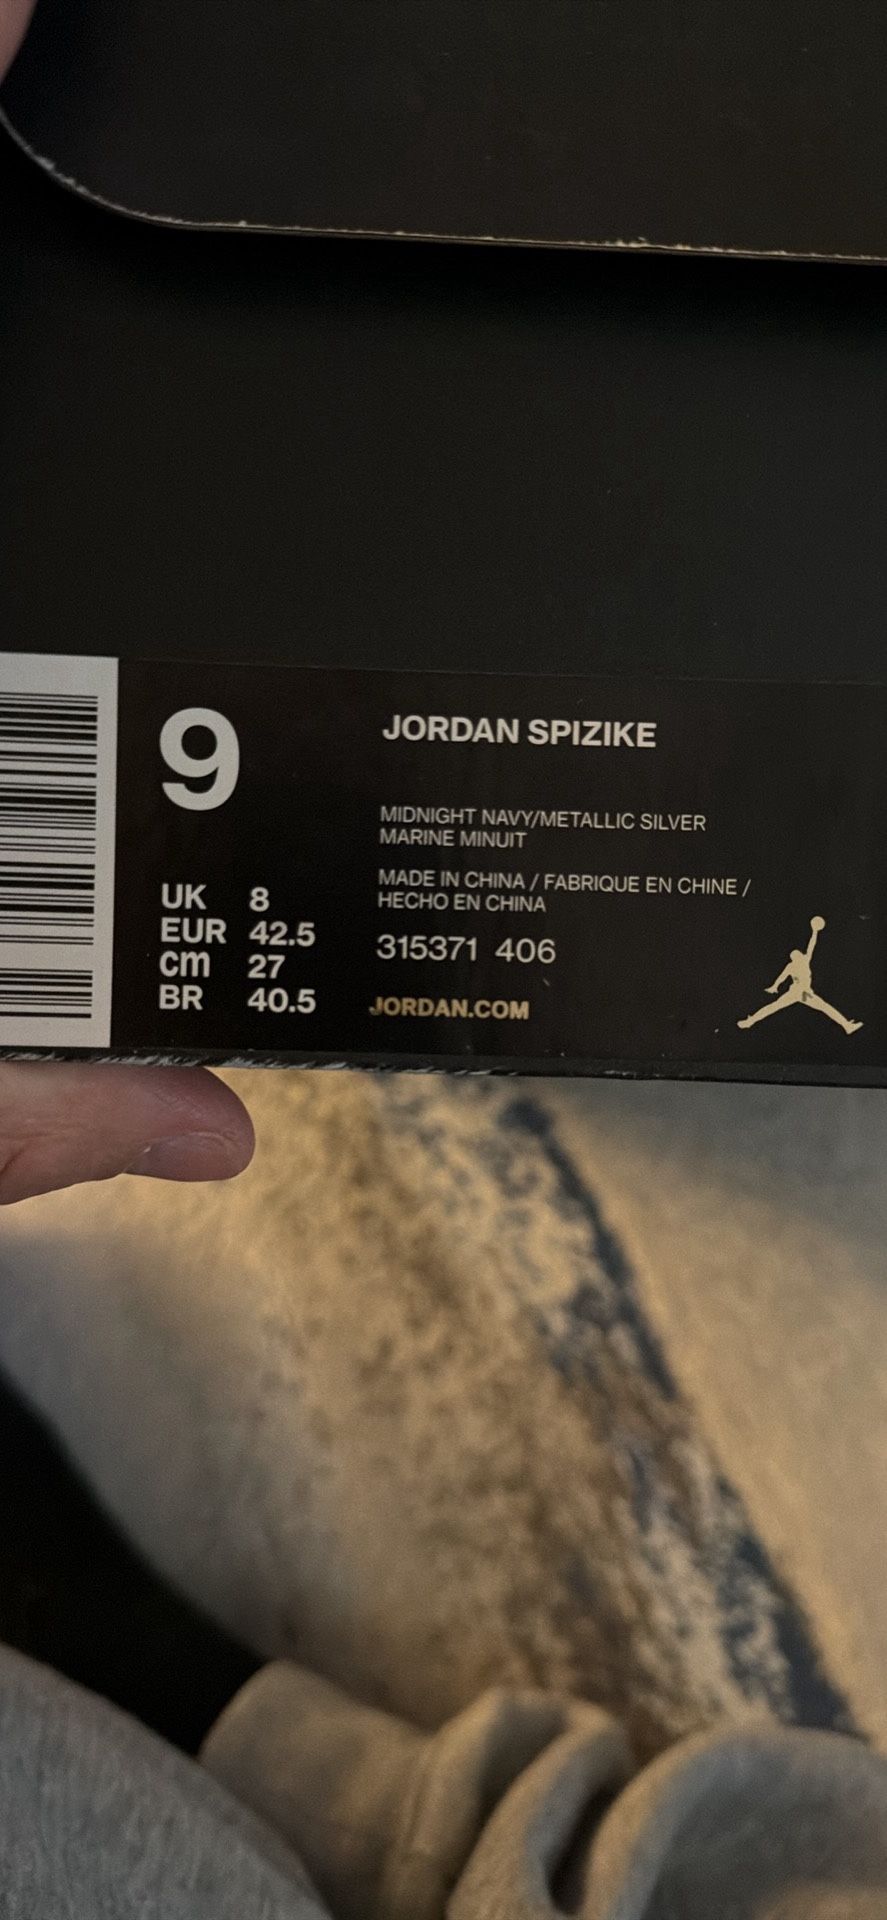 9
UK 8
EUR 42.5
cm 27
BR 40.5
JORDAN SPIZIKE
MIDNIGHT NAVY/METALLIC SILVER
MARINE MINUIT
MADE IN CHINA / FABRIQUE EN CHINE /
HECHO EN CHINA
315371 406
JORDAN.COM